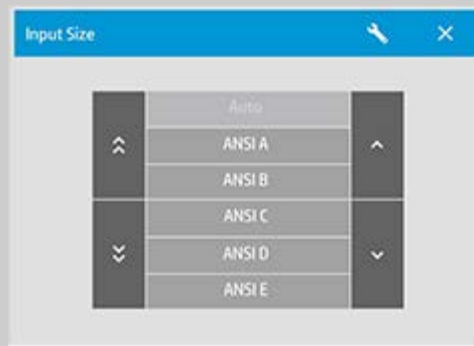 Input Size
Auto
ANSI A
ANSI B
ANSI C
ANSI D
ANSI E